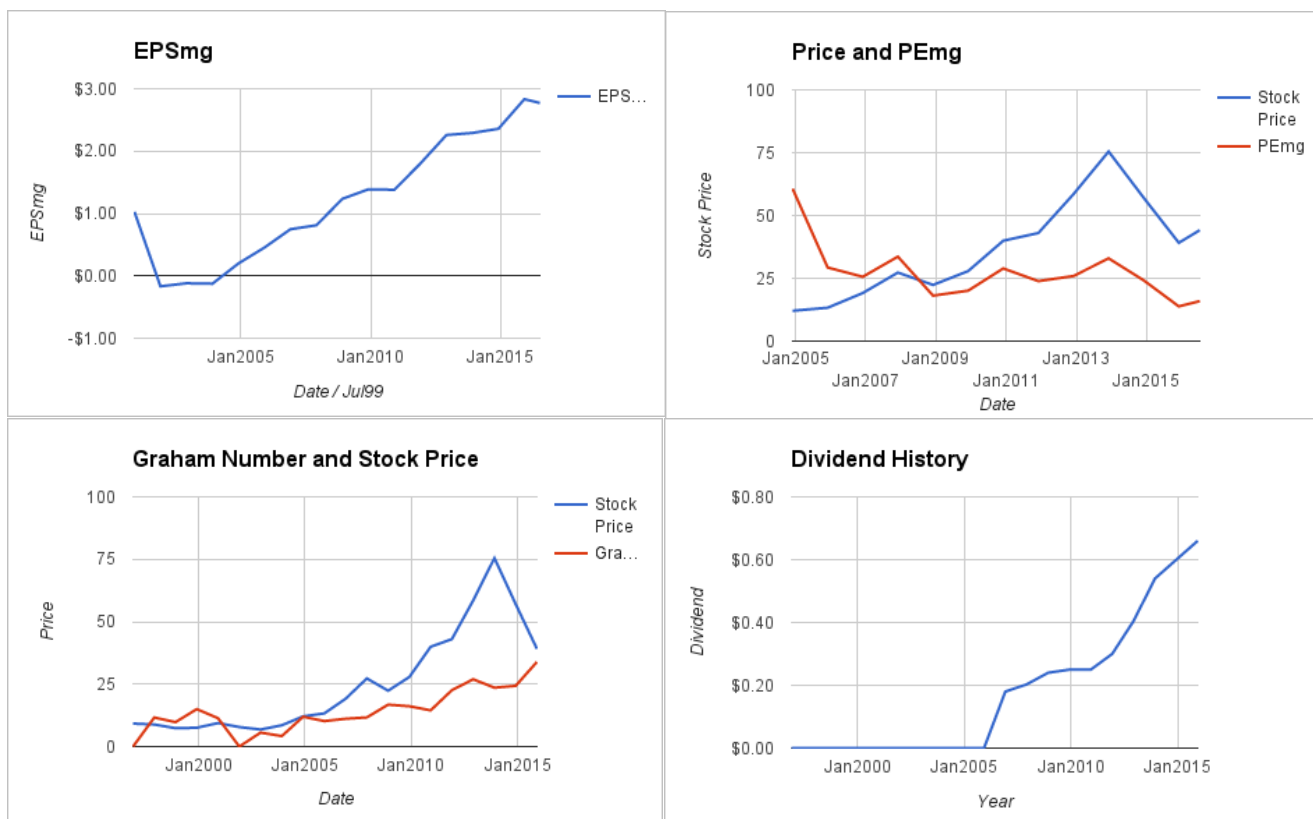 EPSmg
$3.00
$2.00
$1.00
$0.00
-$1.00
EPSmg
EPS...
Jan2005 Jan2010 Jan2015
Date / Jul99
Price and PEmg
100
75
50
25
0
Stock Price
Stock
Price
PEmg
Jan2005 Jan2009 Jan2013
Jan2007 Jan2011 Jan2015
Date
Graham Number and Stock Price
100
75
50
25
0
Price
Stock
Price
Gra...
Jan2000 Jan2005 Jan2010 Jan2015
Date
Dividend History
$0.80
$0.60
$0.40
$0.20
$0.00
Dividend
Jan2000 Jan2005 Jan2010 Jan2015
Year